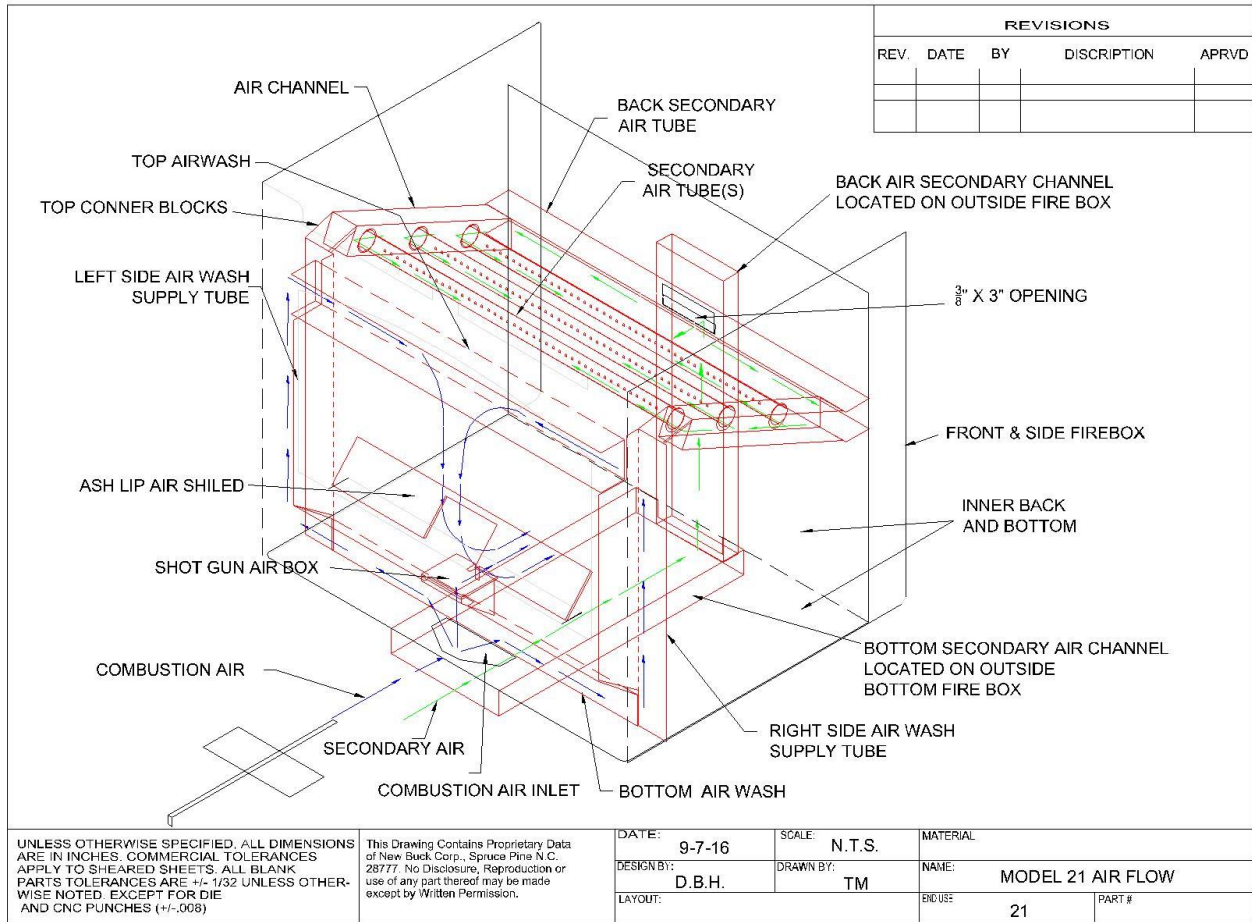 REVISIONS
REV. DATE BY DISCRIPTION APRVD
AIR CHANNEL
BACK SECONDARY
AIR TUBE
TOP AIRWASH
SECONDARY
AIR TUBE(S)
BACK AIR SECONDARY CHANNEL
LOCATED ON OUTSIDE FIRE BOX
TOP CONNER BLOCKS
LEFT SIDE AIR WASH
SUPPLY TUBE
3/8" X 3" OPENING
FRONT & SIDE FIREBOX
ASH LIP AIR SHILED
INNER BACK
AND BOTTOM
SHOT GUN AIR BOX
BOTTOM SECONDARY AIR CHANNEL
LOCATED ON OUTSIDE
BOTTOM FIRE BOX
COMBUSTION AIR
RIGHT SIDE AIR WASH
SUPPLY TUBE
SECONDARY AIR
COMBUSTION AIR INLET
BOTTOM AIR WASH
UNLESS OTHERWISE SPECIFIED, ALL DIMENSIONS
ARE IN INCHES. COMMERCIAL TOLERANCES
APPLY TO SHEARED SHEETS. ALL BLANK
PARTS TOLERANCES ARE +/- 1/32 UNLESS OTHER-
WISE NOTED. EXCEPT FOR DIE
AND CNC PUNCHES (+/-.008)
This Drawing Contains Proprietary Data
of New Buck Corp., Spruce Pine N.C.
28777. No Disclosure, Reproduction or
use of any part thereof may be made
except by Written Permission.
DATE: 9-7-16
SCALE: N.T.S.
MATERIAL
DESIGN BY: D.B.H.
DRAWN BY: TM
NAME: MODEL 21 AIR FLOW
LAYOUT:
END USE 21
PART #